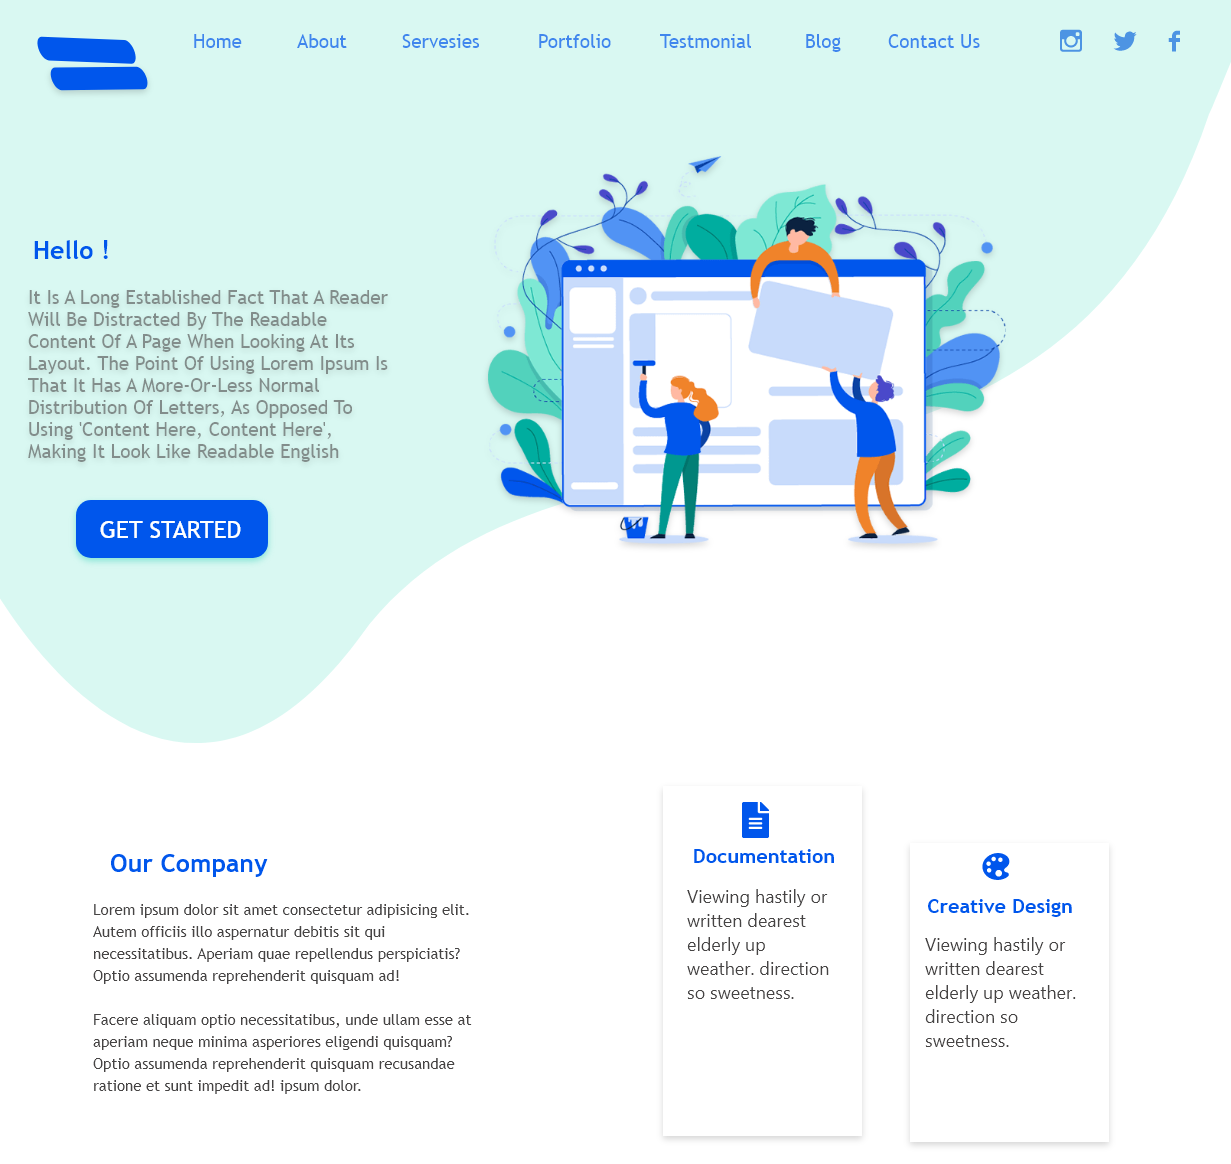 Home
About
Servesies
Portfolio
Testmonial
Blog
Contact Us
Hello !
It Is A Long Established Fact That A Reader
Will Be Distracted By The Readable
Content Of A Page When Looking At Its
Layout. The Point Of Using Lorem Ipsum Is
That It Has A More-Or-Less Normal
Distribution Of Letters, As Opposed To
Using 'Content Here, Content Here',
Making It Look Like Readable English
GET STARTED
Our Company
Lorem ipsum dolor sit amet consectetur adipisicing elit.
Autem officiis illo aspernatur debitis sit qui
necessitatibus. Aperiam quae repellendus perspiciatis?
Optio assumenda reprehenderit quisquam ad!
Facere aliquam optio necessitatibus, unde ullam esse at
aperiam neque minima asperiores eligendi quisquam?
Optio assumenda reprehenderit quisquam recusandae
ratione et sunt impedit ad! ipsum dolor.
Documentation
Viewing hastily or
written dearest
elderly up
weather. direction
so sweetness.
Creative Design
Viewing hastily or
written dearest
elderly up weather.
direction so
sweetness.